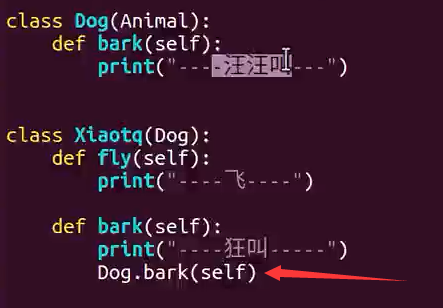 class Dog(Animal):
    def bark(self):
        print("----汪汪叫---")
class Xiaotq(Dog):
    def fly(self):
        print("----飞----")
    def bark(self):
        print("----狂叫-----")
        Dog.bark(self)